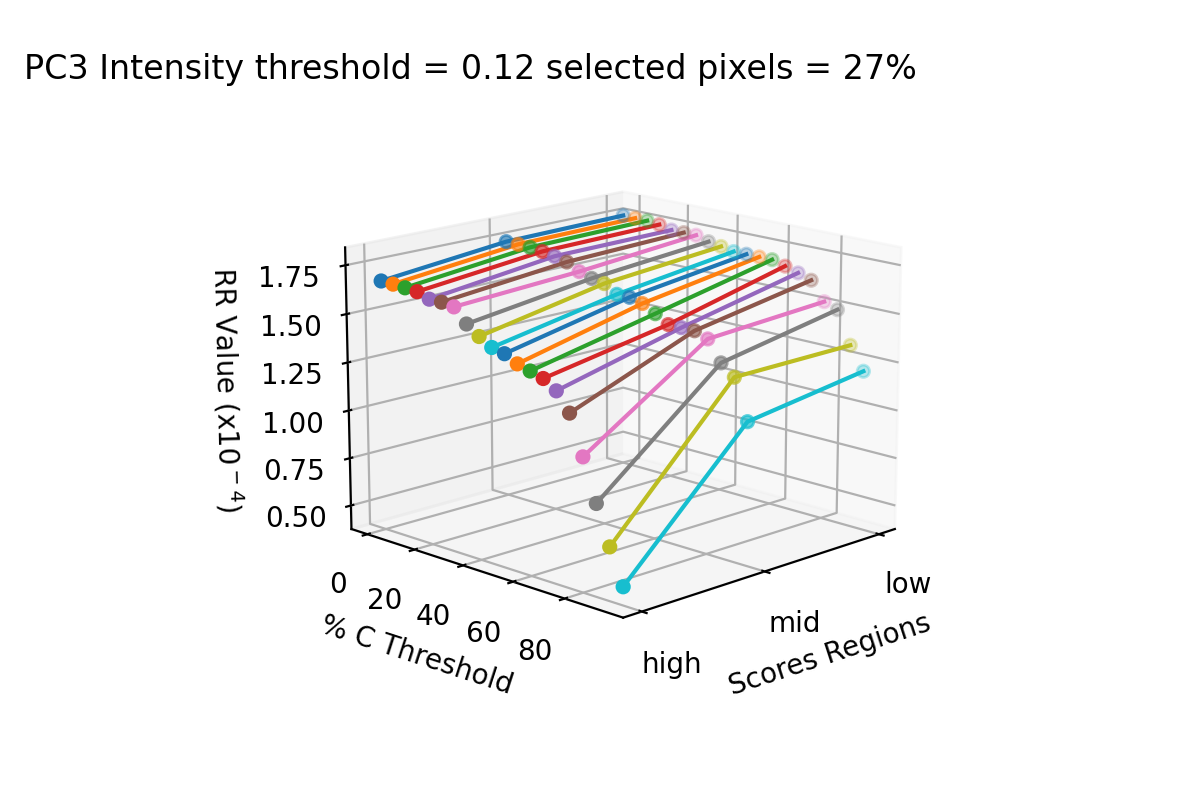 PC3 Intensity threshold = 0.12 selected pixels = 27%
1.75
1.50
1.25
1.00
0.75
0.50
RR Value (x10⁻⁴)
0
20
40
60
80
% C Threshold
high
mid
low
Scores Regions